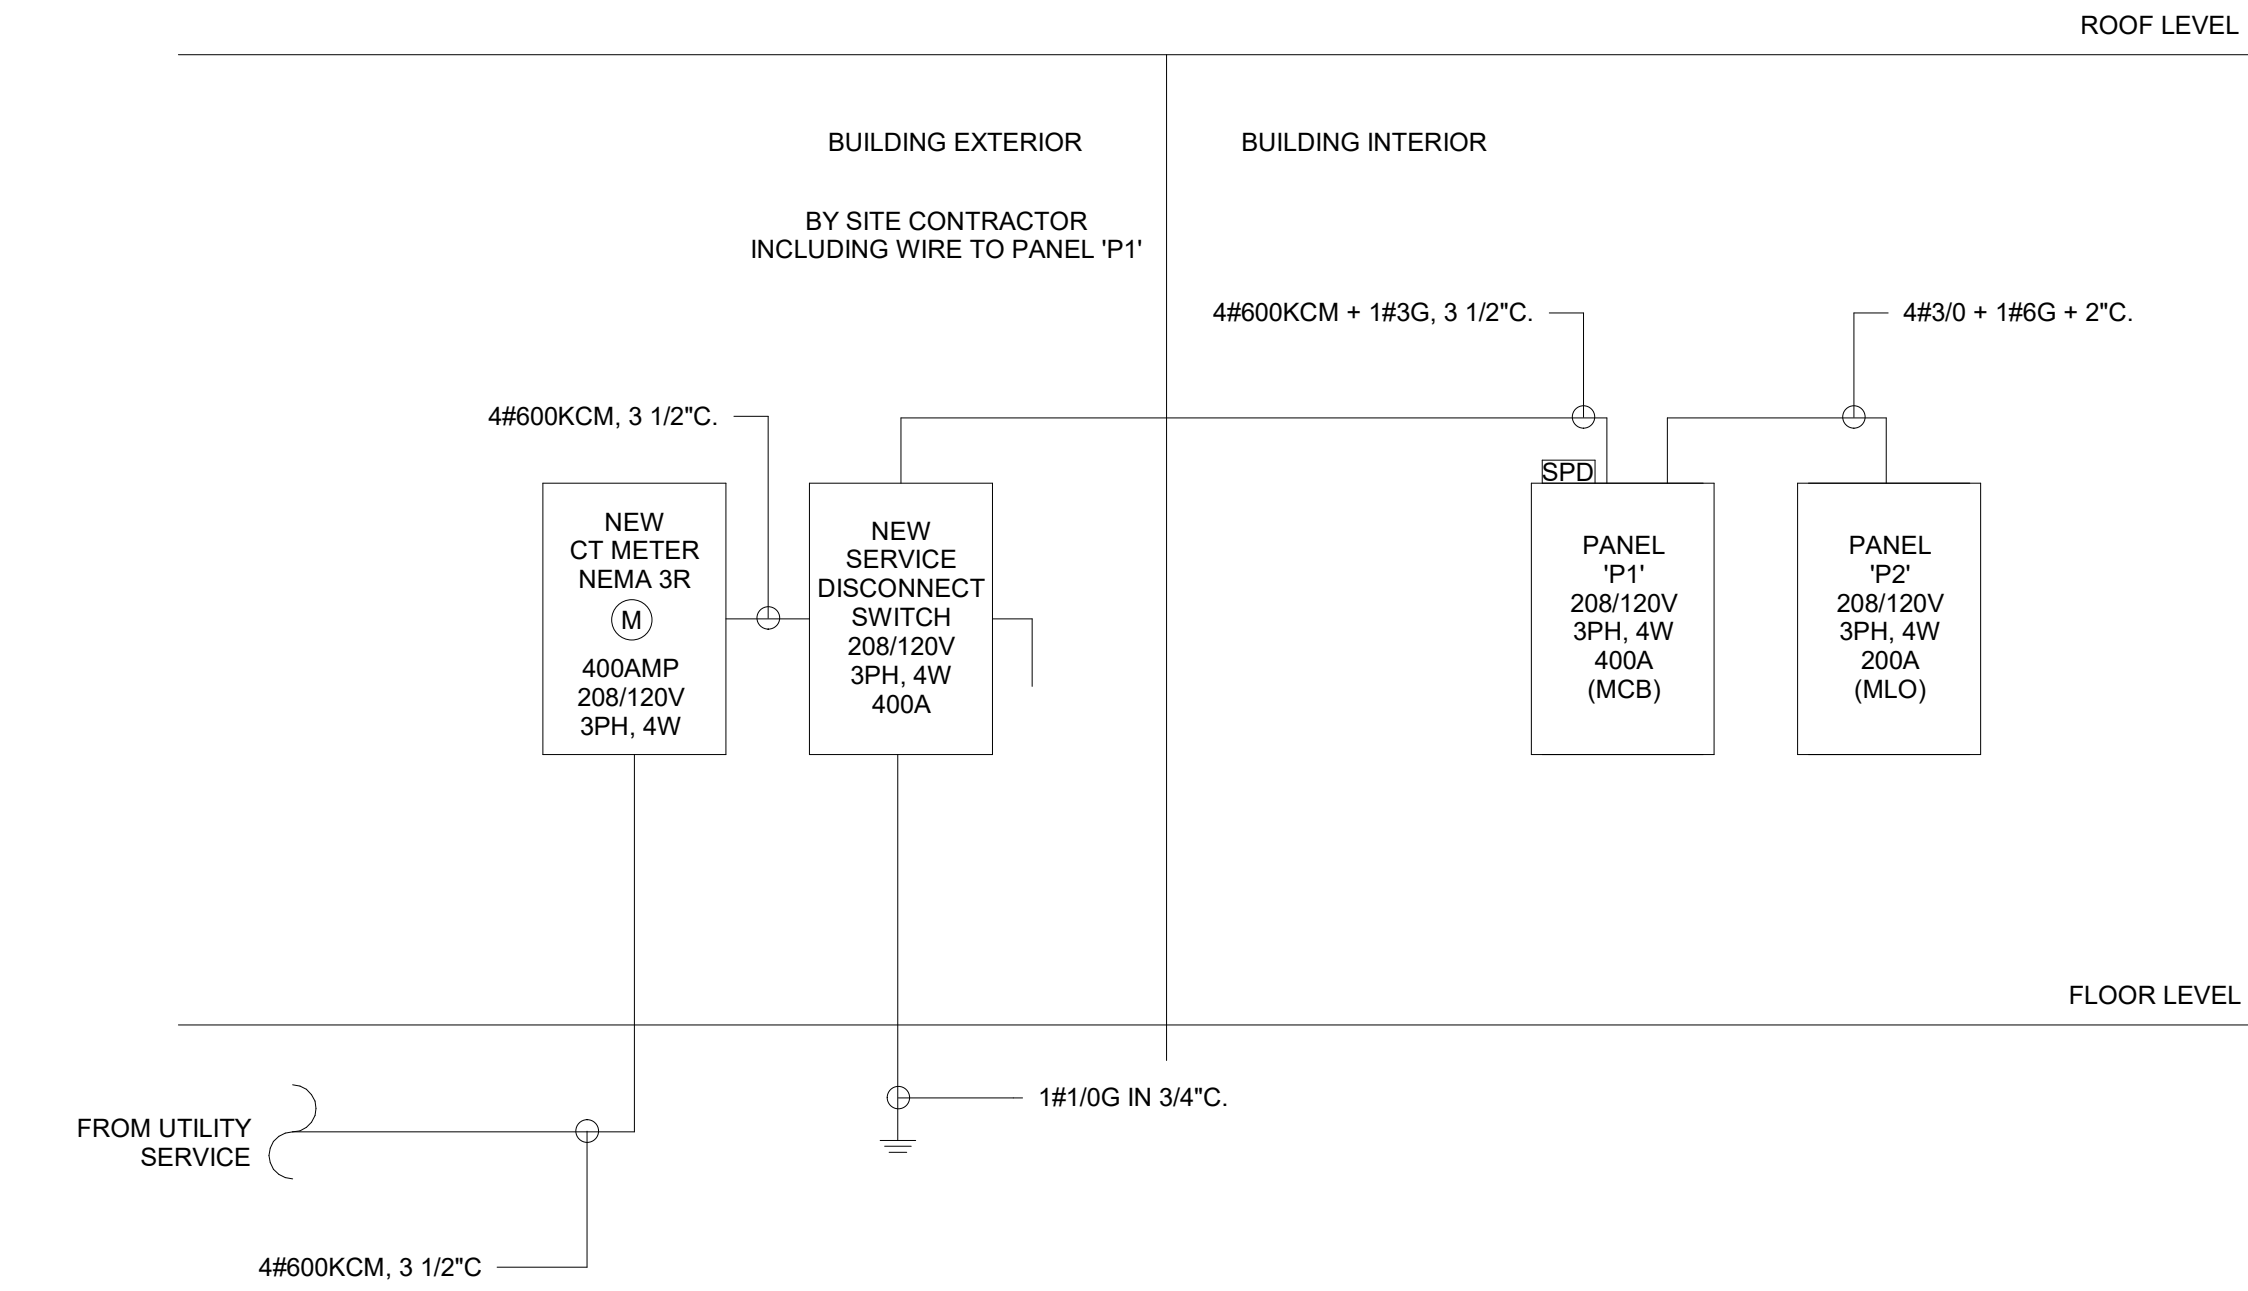 ROOF LEVEL
BUILDING EXTERIOR
BUILDING INTERIOR
BY SITE CONTRACTOR
INCLUDING WIRE TO PANEL 'P1'
4#600KCM + 1#3G, 3 1/2"C.
4#3/0 + 1#6G + 2"C.
4#600KCM, 3 1/2"C.
NEW
CT METER
NEMA 3R
M
400AMP
208/120V
3PH, 4W
NEW
SERVICE
DISCONNECT
SWITCH
208/120V
3PH, 4W
400A
SPD
PANEL
'P1'
208/120V
3PH, 4W
400A
(MCB)
PANEL
'P2'
208/120V
3PH, 4W
200A
(MLO)
FLOOR LEVEL
1#1/0G IN 3/4"C.
FROM UTILITY
SERVICE
4#600KCM, 3 1/2"C